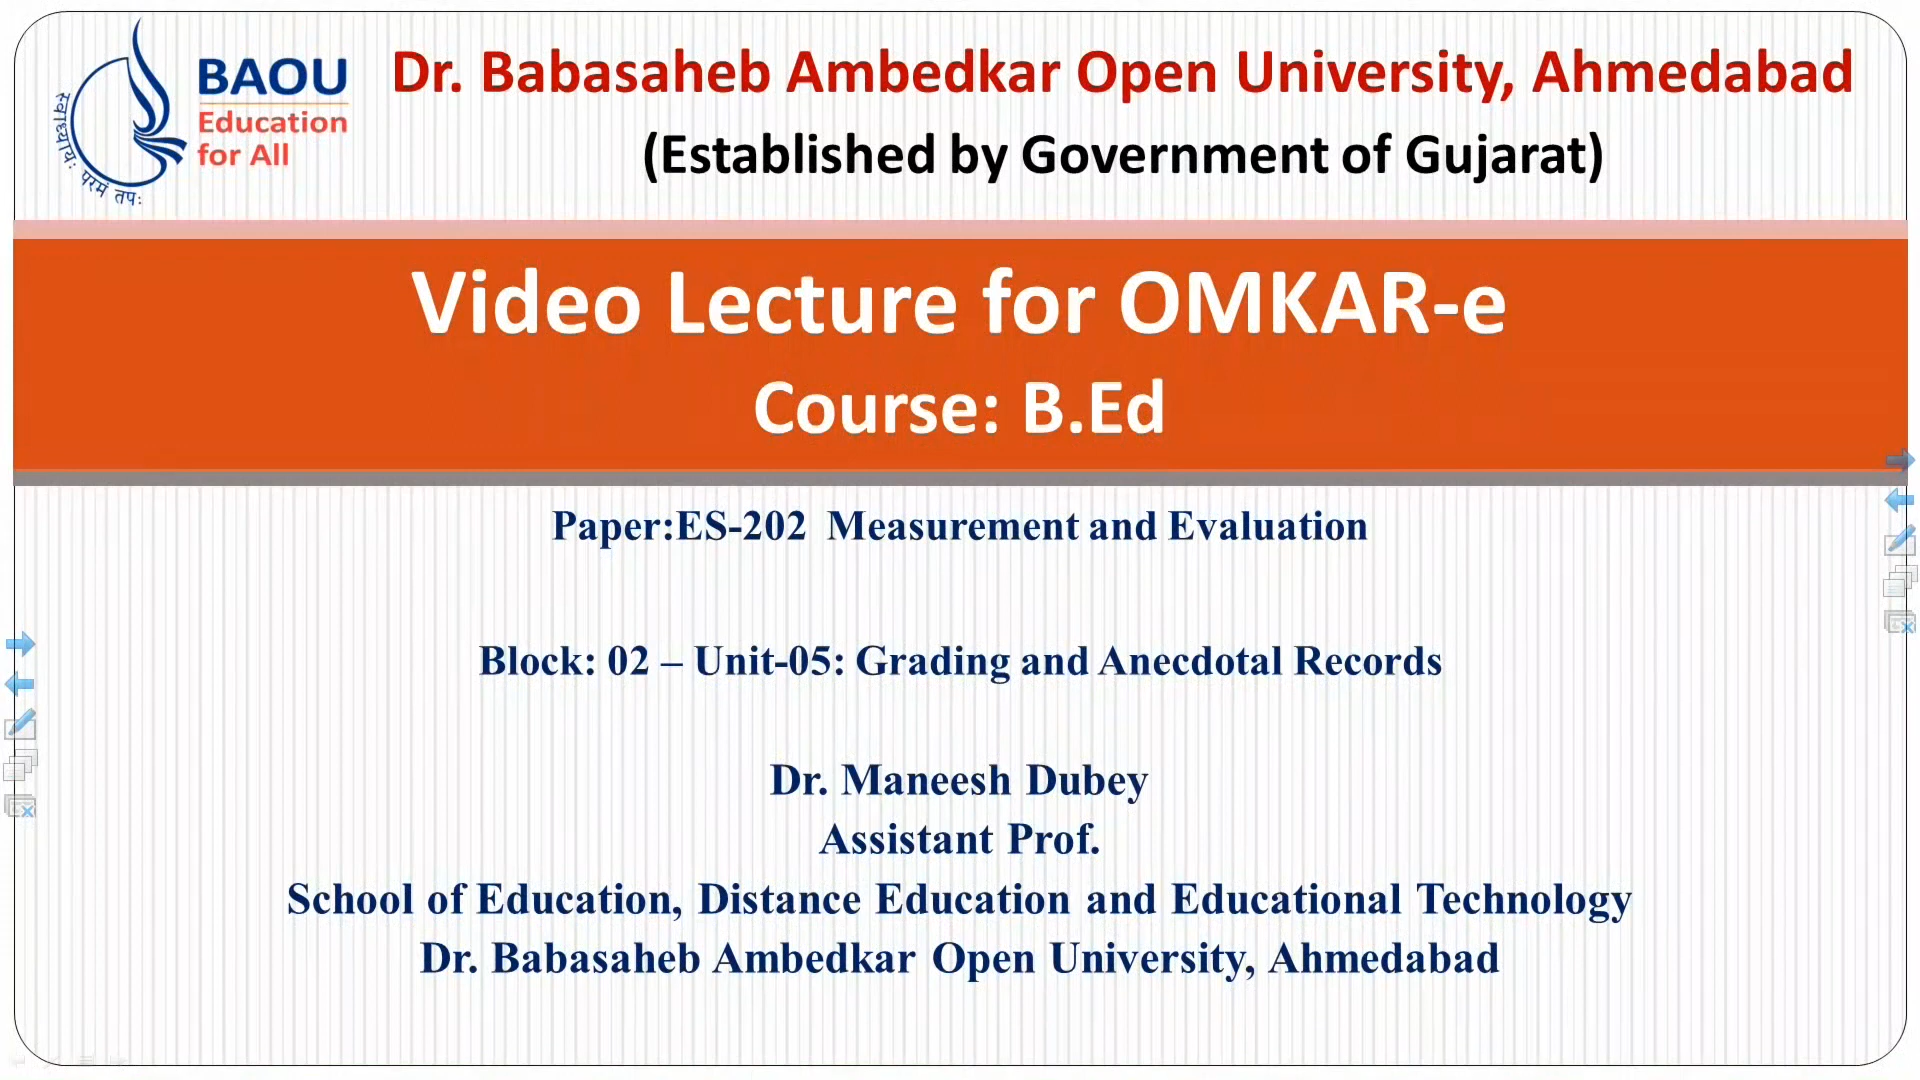 स्वाध्यायः परमं तपः
BAOU
Education
for All
Dr. Babasaheb Ambedkar Open University, Ahmedabad
(Established by Government of Gujarat)
Video Lecture for OMKAR-e
Course: B.Ed
Paper:ES-202 Measurement and Evaluation
Block: 02 – Unit-05: Grading and Anecdotal Records
Dr. Maneesh Dubey
Assistant Prof.
School of Education, Distance Education and Educational Technology
Dr. Babasaheb Ambedkar Open University, Ahmedabad